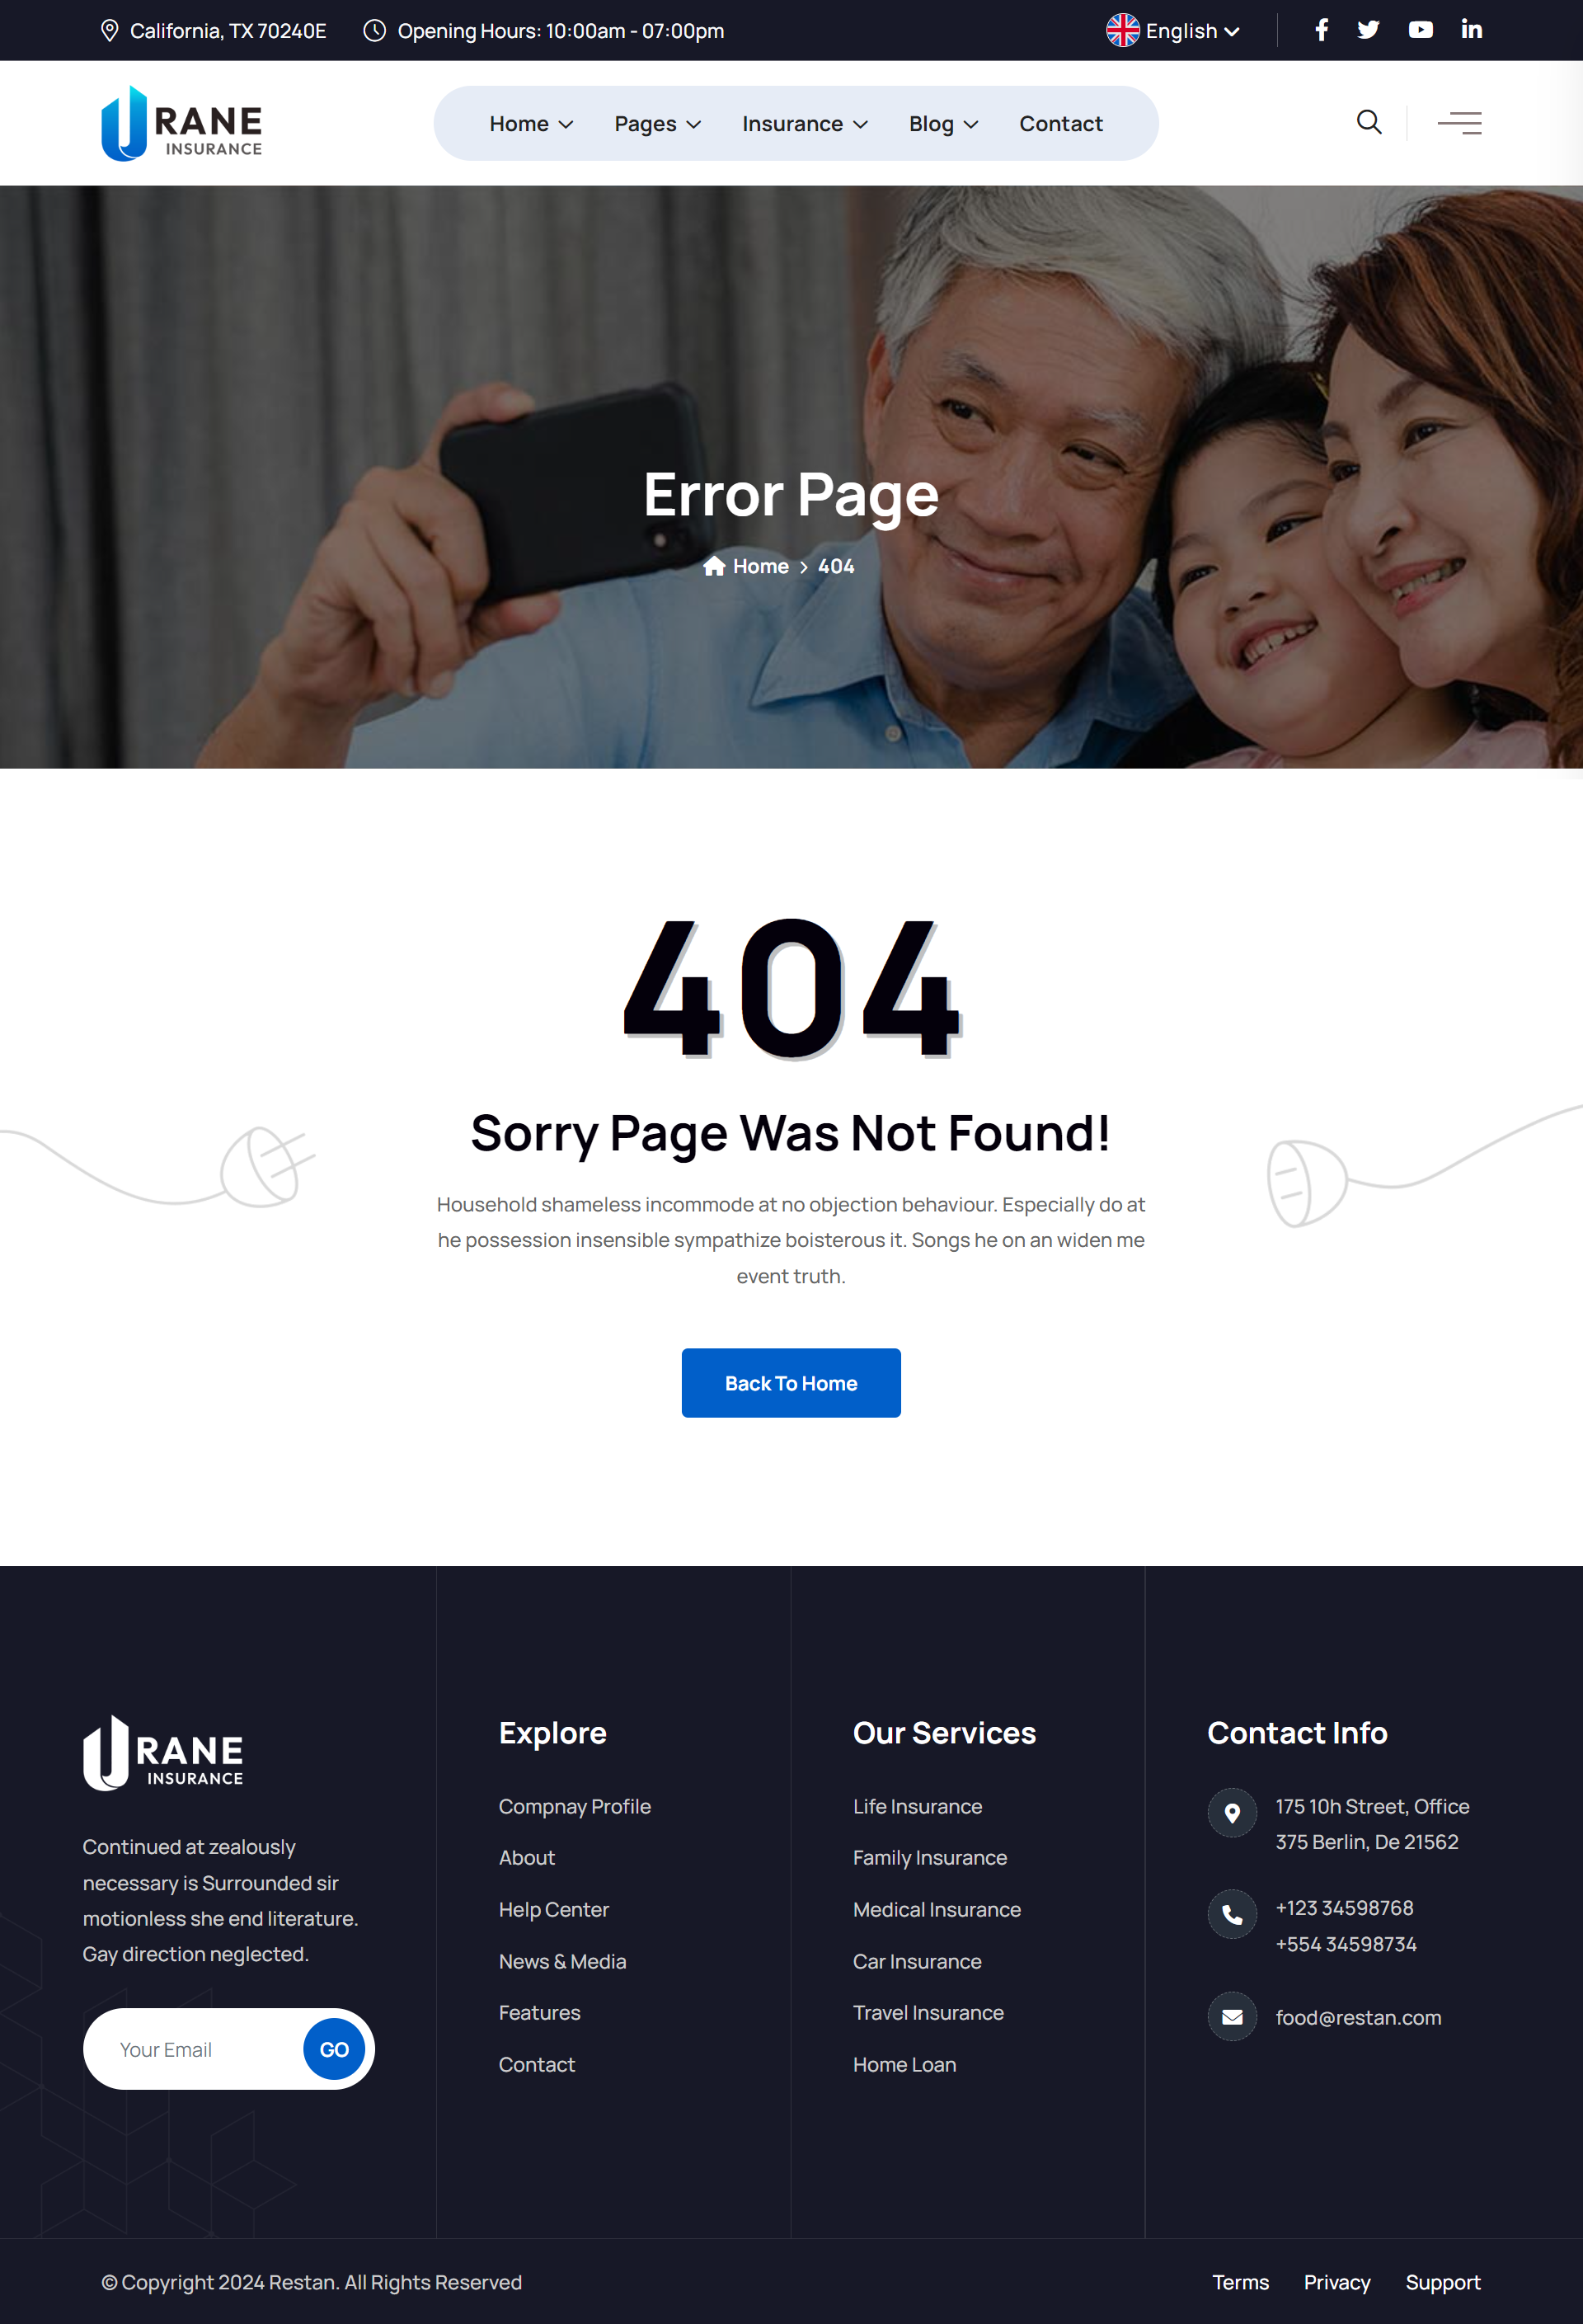 California, TX 70240E
Opening Hours: 10:00am - 07:00pm
English
RANE
INSURANCE
Home
Pages
Insurance
Blog
Contact
Error Page
Home
404
404
Sorry Page Was Not Found!
Household shameless incommode at no objection behaviour. Especially do at
he possession insensible sympathize boisterous it. Songs he on an widen me
event truth.
Back To Home
RANE
INSURANCE
Continued at zealously
necessary is Surrounded sir
motionless she end literature.
Gay direction neglected.
Your Email
GO
Explore
Compnay Profile
About
Help Center
News & Media
Features
Contact
Our Services
Life Insurance
Family Insurance
Medical Insurance
Car Insurance
Travel Insurance
Home Loan
Contact Info
175 10h Street, Office
375 Berlin, De 21562
+123 34598768
+554 34598734
food@restan.com
© Copyright 2024 Restan. All Rights Reserved
Terms
Privacy
Support